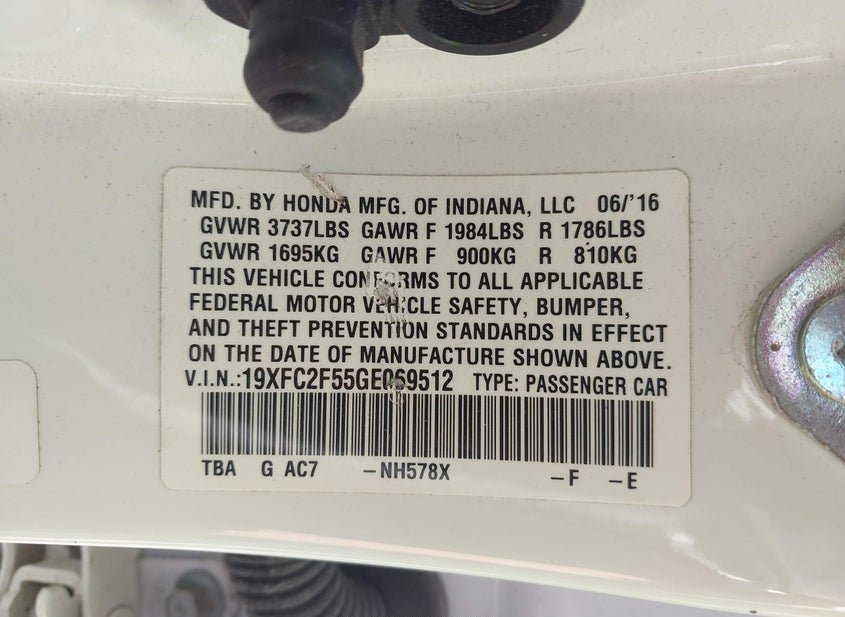 MFD. BY HONDA MFG. OF INDIANA, LLC 06/'16
GVWR 3737LBS GAWR F 1984LBS R 1786LBS
GVWR 1695KG GAWR F 900KG R 810KG
THIS VEHICLE CONFORMS TO ALL APPLICABLE
FEDERAL MOTOR VEHICLE SAFETY, BUMPER,
AND THEFT PREVENTION STANDARDS IN EFFECT
ON THE DATE OF MANUFACTURE SHOWN ABOVE.
V.I.N.:19XFC2F55GE069512 TYPE: PASSENGER CAR
TBA G AC7 –NH578X –F –E